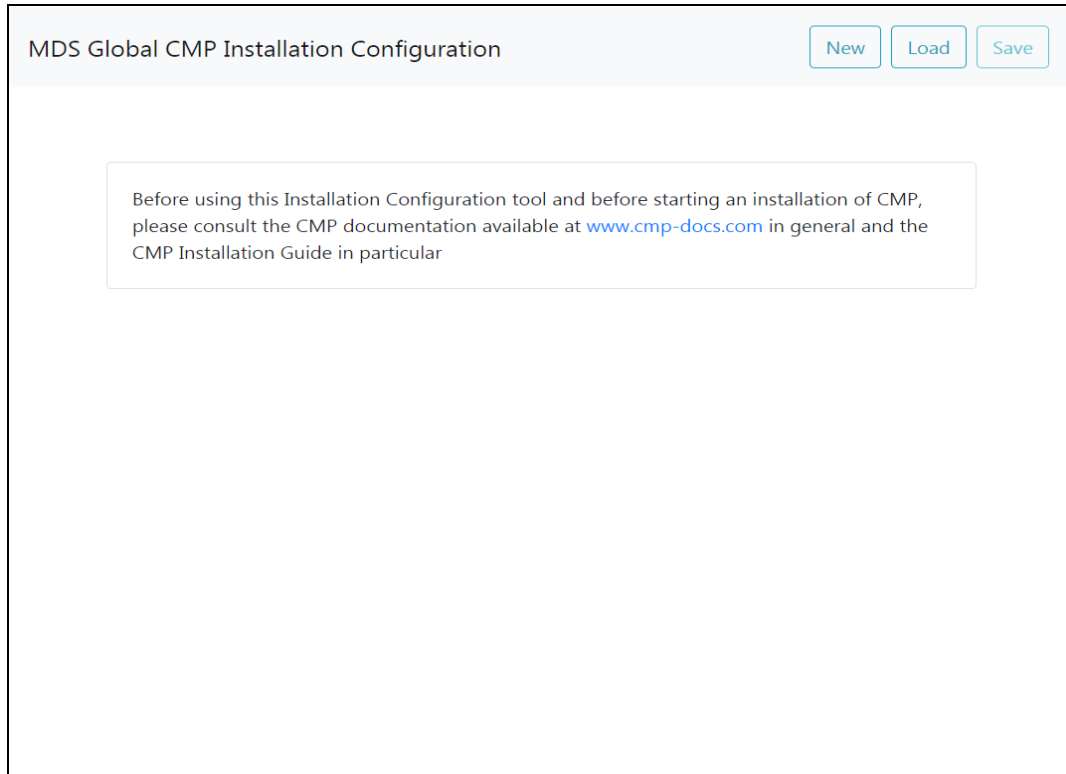 MDS Global CMP Installation Configuration
New
Load
Save
Before using this Installation Configuration tool and before starting an installation of CMP,
please consult the CMP documentation available at www.cmp-docs.com in general and the
CMP Installation Guide in particular